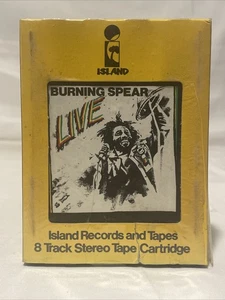 ISLAND
BURNING SPEAR
LIVE
Island Records and Tapes
8 Track Stereo Tape Cartridge